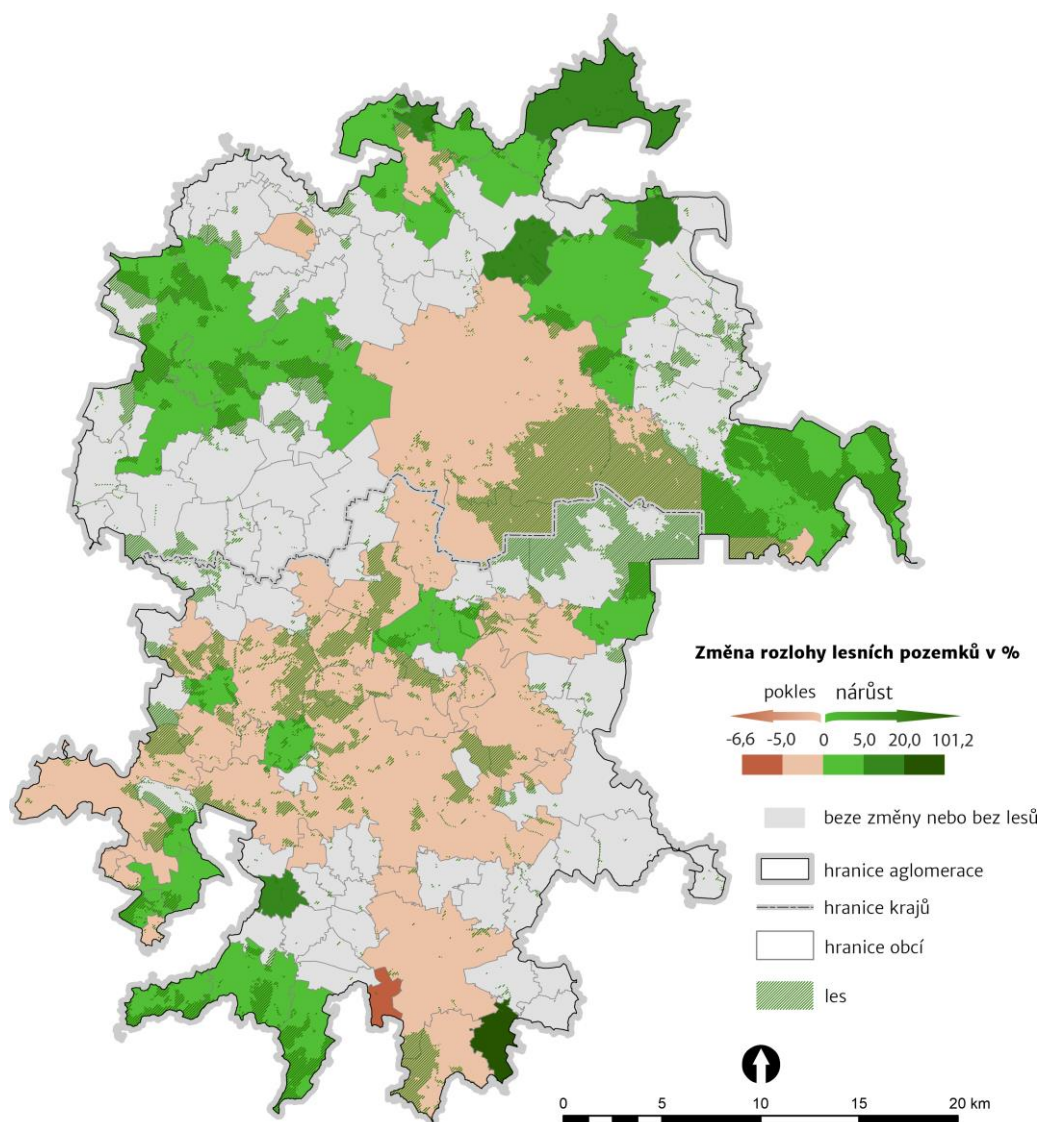 Změna rozlohy lesních pozemků v %
pokles nárůst
-6,6 -5,0 0 5,0 20,0 101,2
beze změny nebo bez lesů
hranice aglomerace
hranice krajů
hranice obcí
les
0 5 10 15 20 km